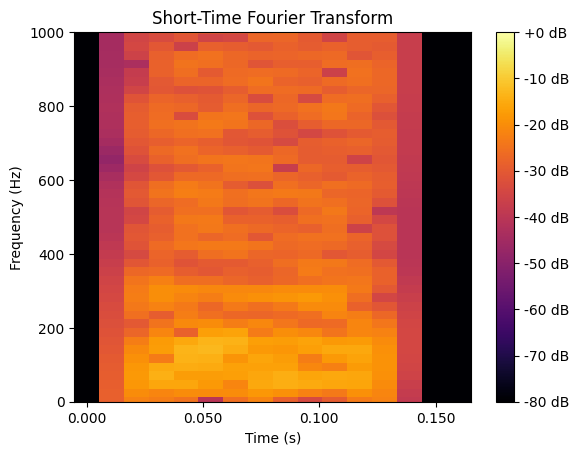 Short-Time Fourier Transform
Frequency (Hz)
1000
800
600
400
200
0
0.000
0.050
0.100
0.150
Time (s)
+0 dB
-10 dB
-20 dB
-30 dB
-40 dB
-50 dB
-60 dB
-70 dB
-80 dB